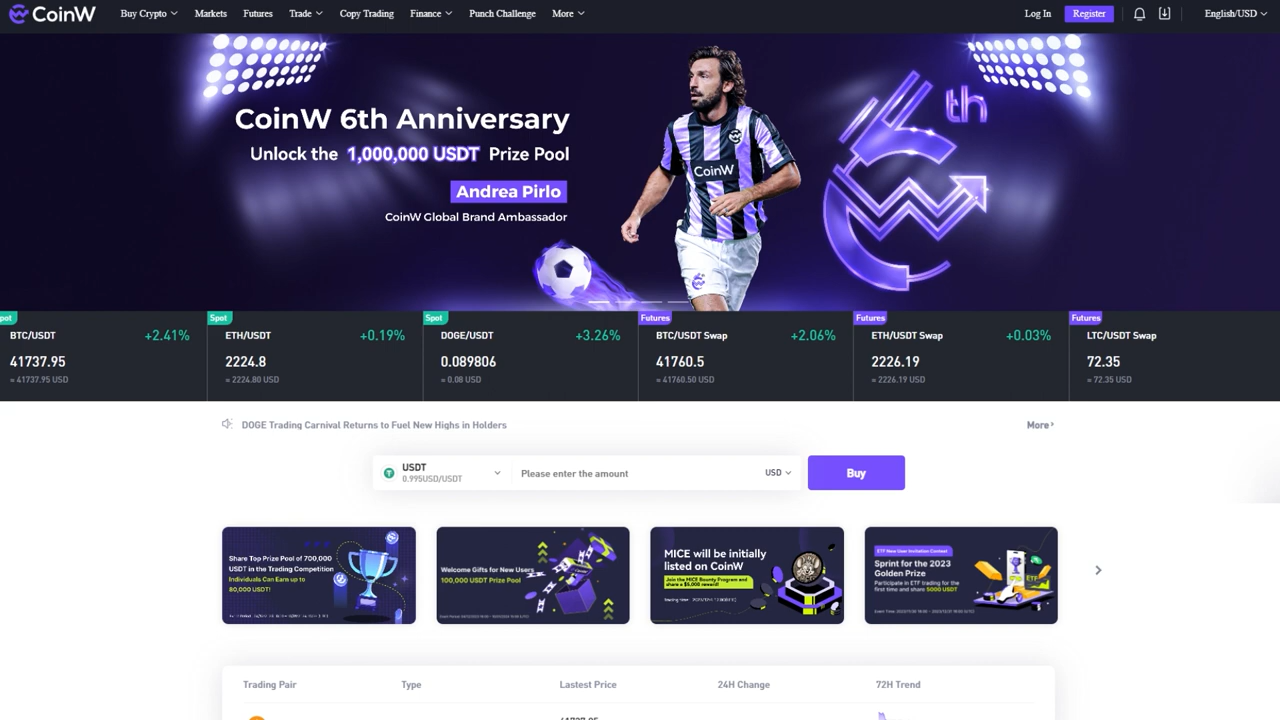 CoinW
Buy Crypto
Markets
Futures
Trade
Copy Trading
Finance
Punch Challenge
More
Log In
Register
English/USD
CoinW 6th Anniversary
Unlock the 1,000,000 USDT Prize Pool
Andrea Pirlo
CoinW Global Brand Ambassador
CoinW
th
pot
BTC/USDT
+2.41%
41737.95
≈ 41737.95 USD
Spot
ETH/USDT
+0.19%
2224.8
≈ 2224.80 USD
Spot
DOGE/USDT
+3.26%
0.089806
≈ 0.08 USD
Futures
BTC/USDT Swap
+2.06%
41760.5
≈ 41760.50 USD
Futures
ETH/USDT Swap
+0.03%
2226.19
≈ 2226.19 USD
Futures
LTC/USDT Swap
72.35
≈ 72.35 USD
DOGE Trading Carnival Returns to Fuel New Highs in Holders
More
USDT
0.995USD/USDT
Please enter the amount
USD
Buy
Share Top Prize Pool of 700,000
USDT in the Trading Competition
Individuals Can Earn up to
80,000 USDT!
Welcome Gifts for New Users
100,000 USDT Prize Pool
MICE will be initially
listed on CoinW
Join the MICE Bounty Program and
share a $5,000 reward!
ETF New User Invitation Contest
Sprint for the 2023
Golden Prize
Participate in ETF trading for the
first time and share 5000 USDT
Trading Pair
Type
Lastest Price
24H Change
72H Trend